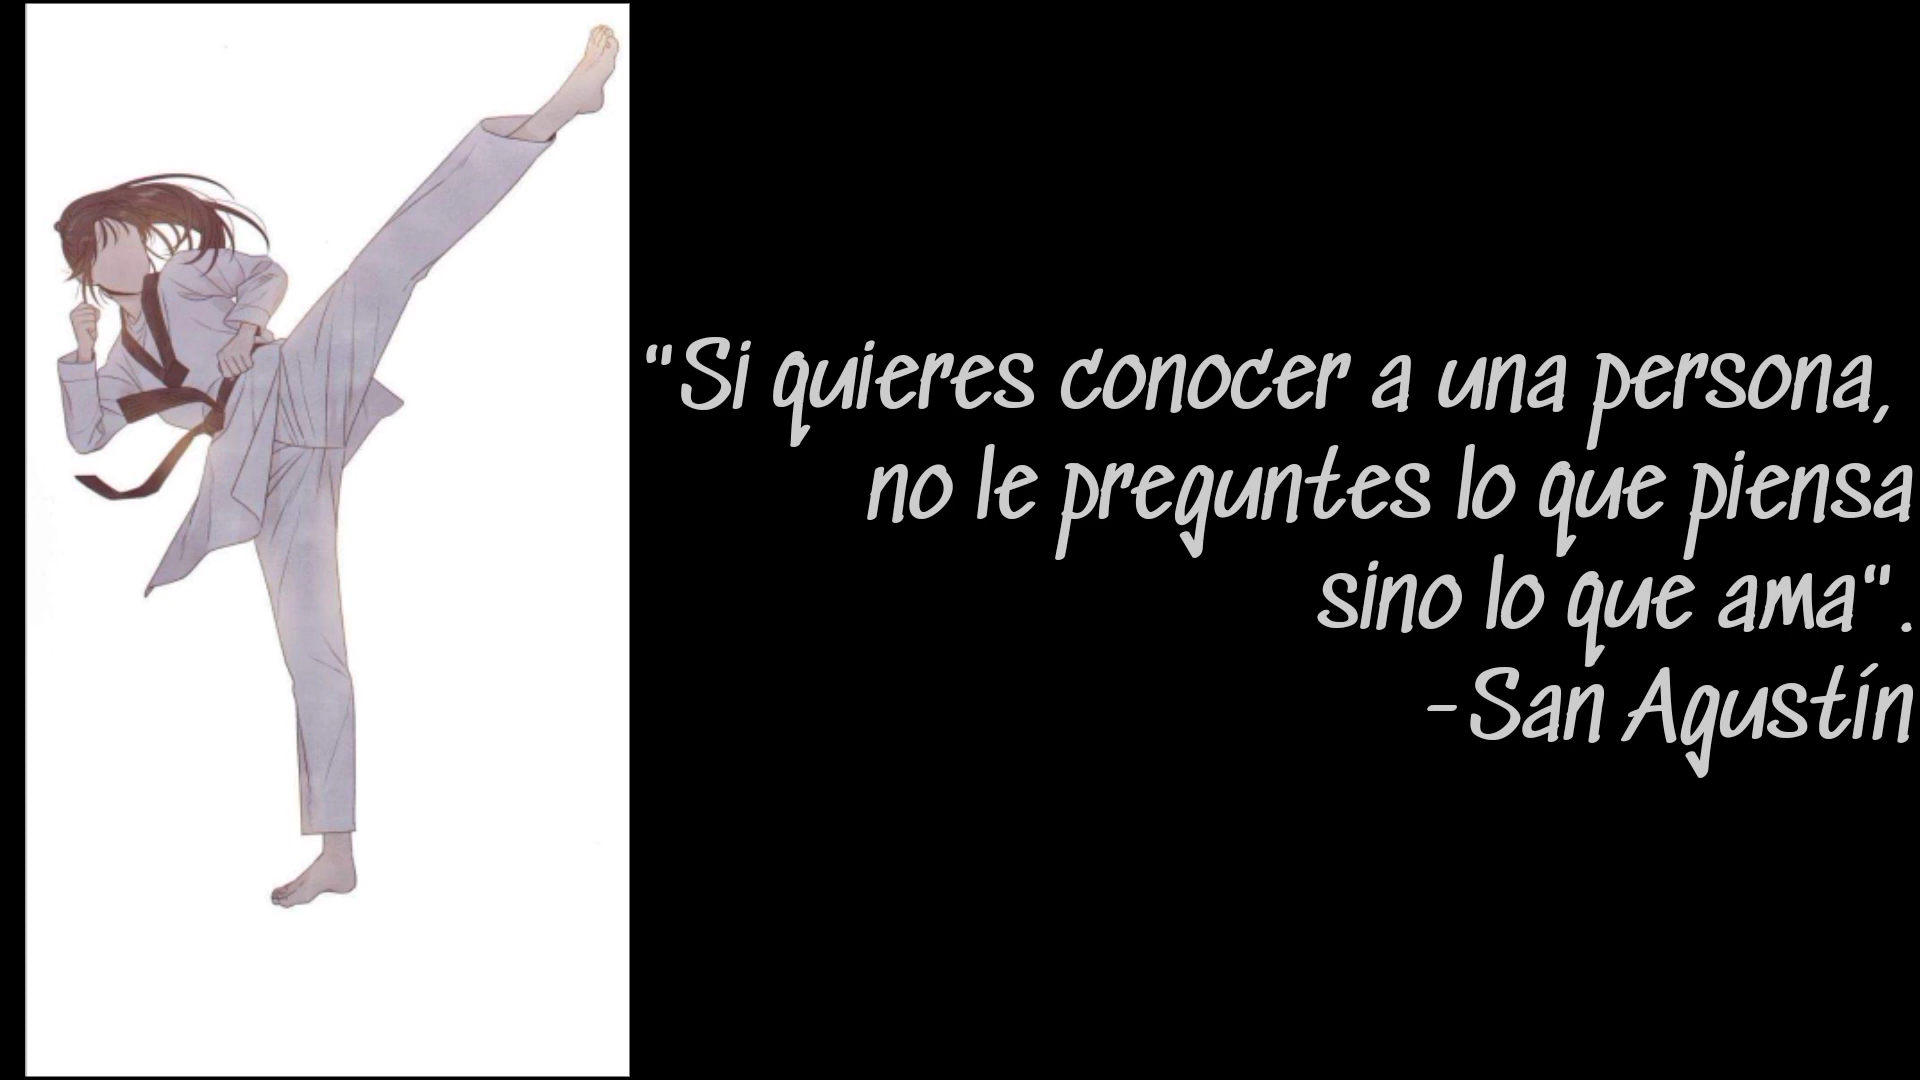 "Si quieres conocer a una persona,
no le preguntes lo que piensa
sino lo que ama".
-San Agustín